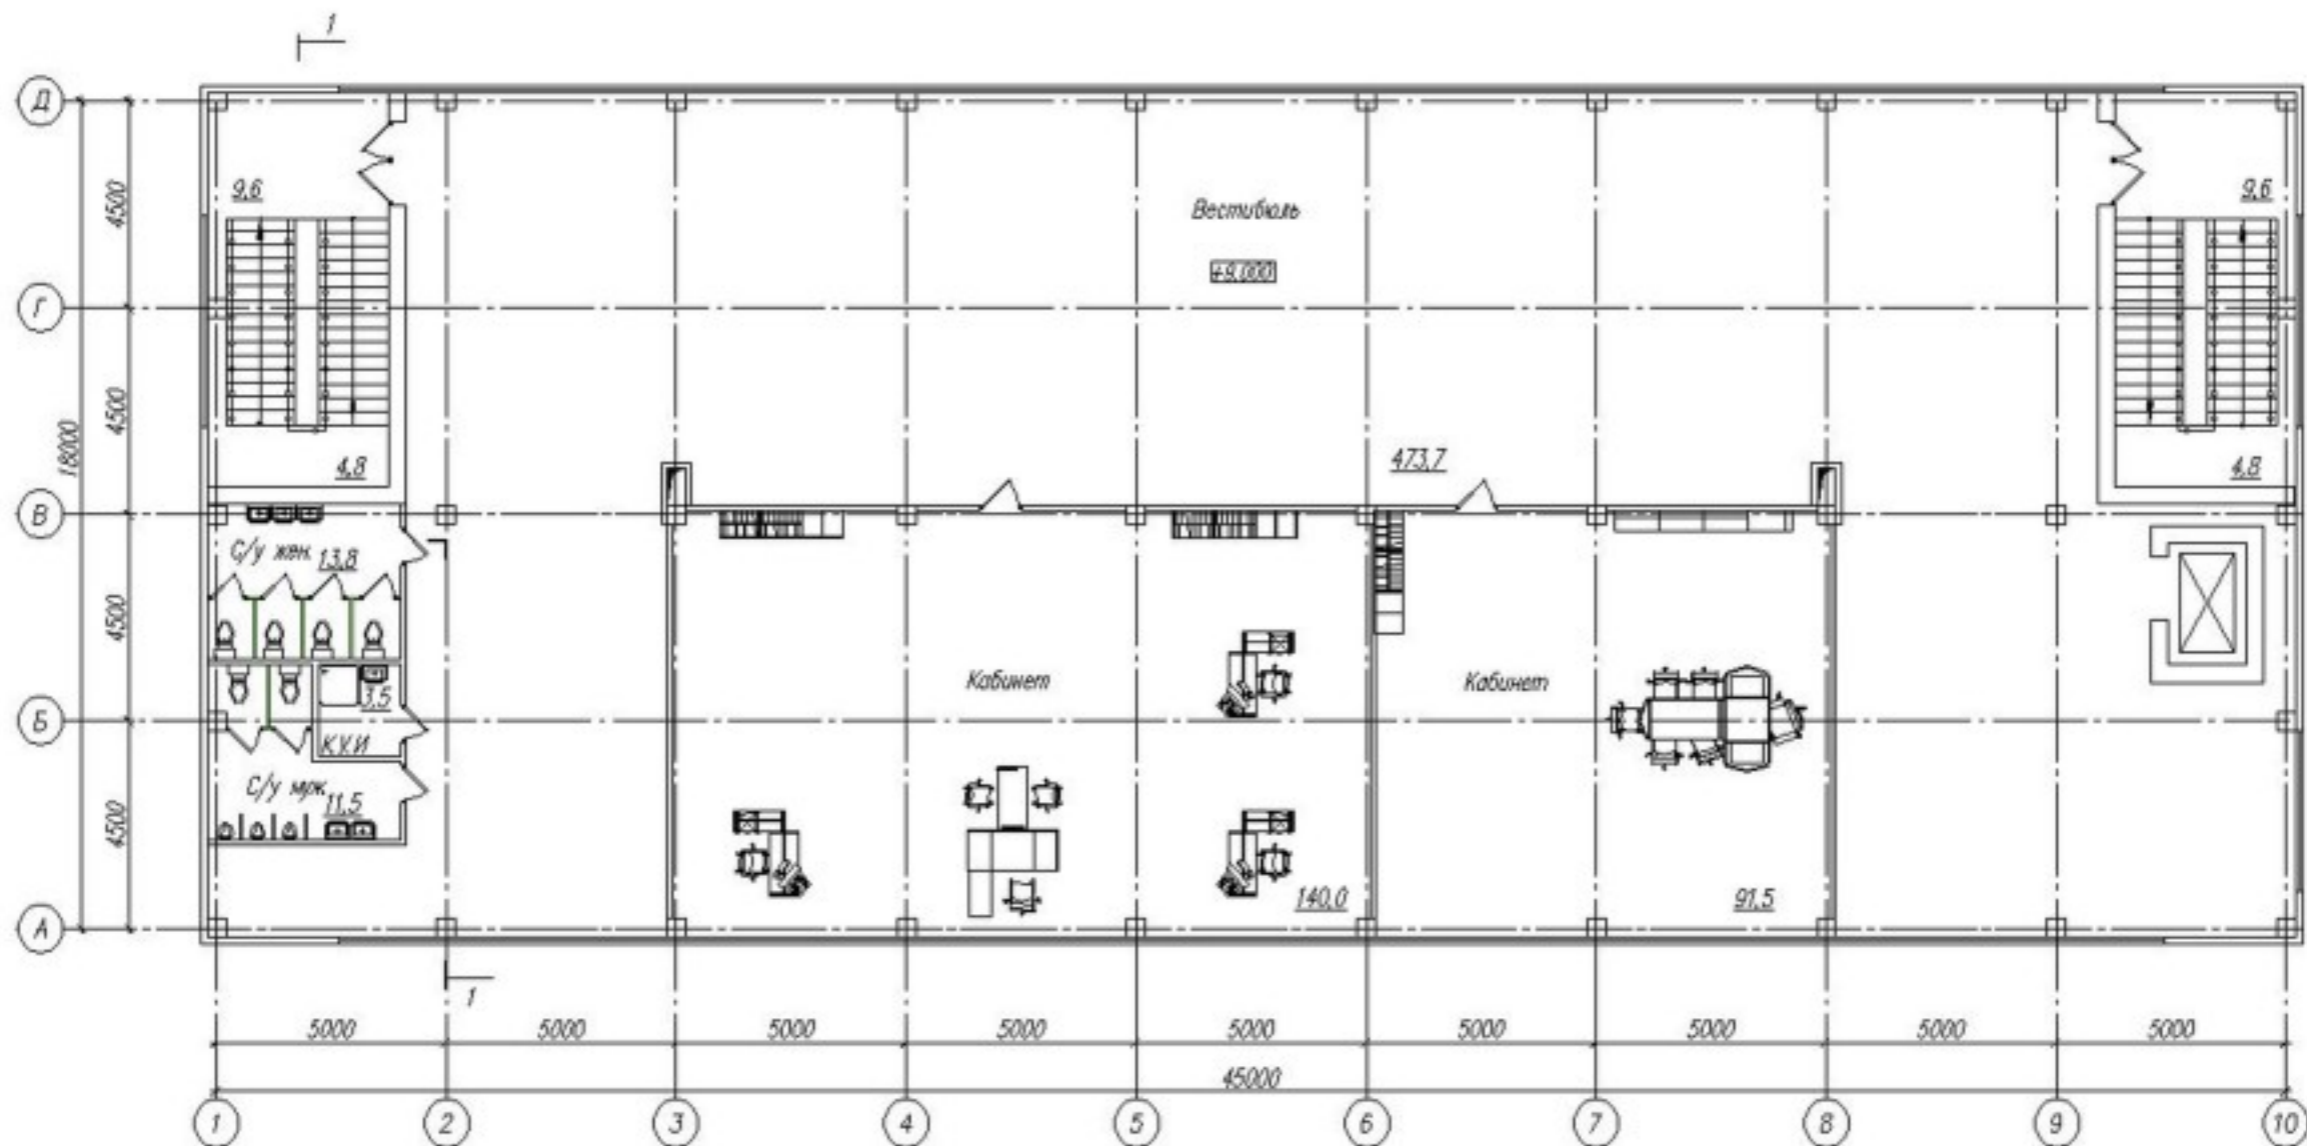 1
Д
9,6
4500
Вестибюль
9,6
+9.000
Г
4500
18000
4,8
473,7
4,8
В
С/у жен.
13,8
4500
Кабинет
Кабинет
3,5
Б
К.У.И
С/у муж.
11,5
4500
140,0
91,5
А
1
5000 5000 5000 5000 5000 5000 5000 5000 5000
45000
1 2 3 4 5 6 7 8 9 10